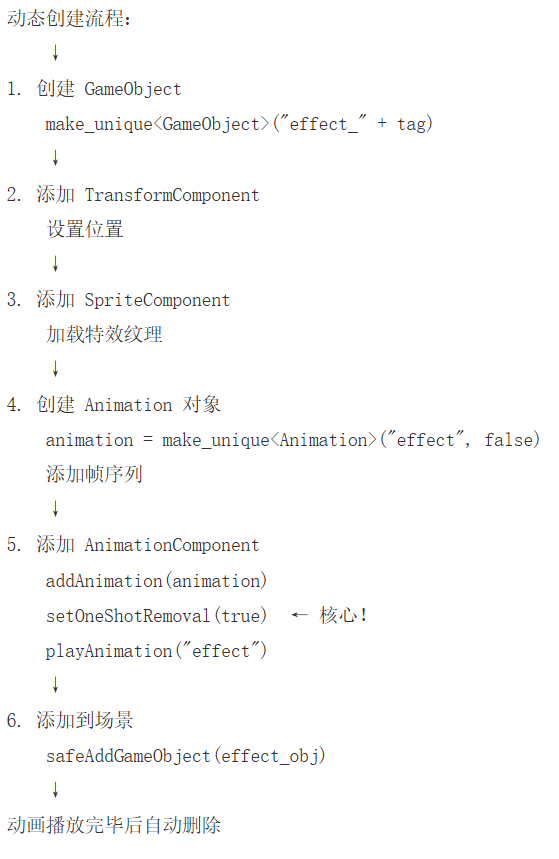 动态创建流程：
↓
1. 创建 GameObject
make_unique<GameObject>("effect_" + tag)
↓
2. 添加 TransformComponent
设置位置
↓
3. 添加 SpriteComponent
加载特效纹理
↓
4. 创建 Animation 对象
animation = make_unique<Animation>("effect", false)
添加帧序列
↓
5. 添加 AnimationComponent
addAnimation(animation)
setOneShotRemoval(true) ← 核心！
playAnimation("effect")
↓
6. 添加到场景
safeAddGameObject(effect_obj)
↓
动画播放完毕后自动删除